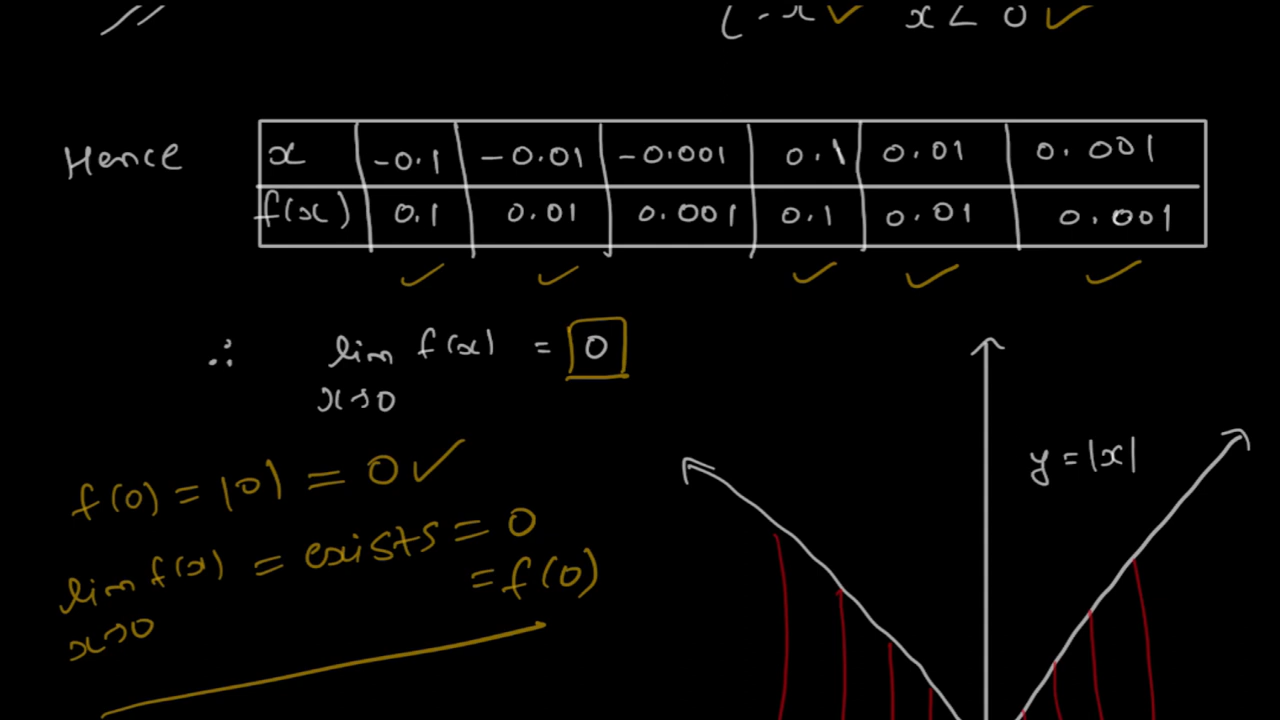 -x x < 0
Hence
x -0.1 -0.01 -0.001 0.1 0.01 0.001
f(x) 0.1 0.01 0.001 0.1 0.01 0.001
∴ lim f(x) = 0
x→0
y = |x|
f(0) = |0| = 0
lim f(x) = exists = 0
x→0
= f(0)